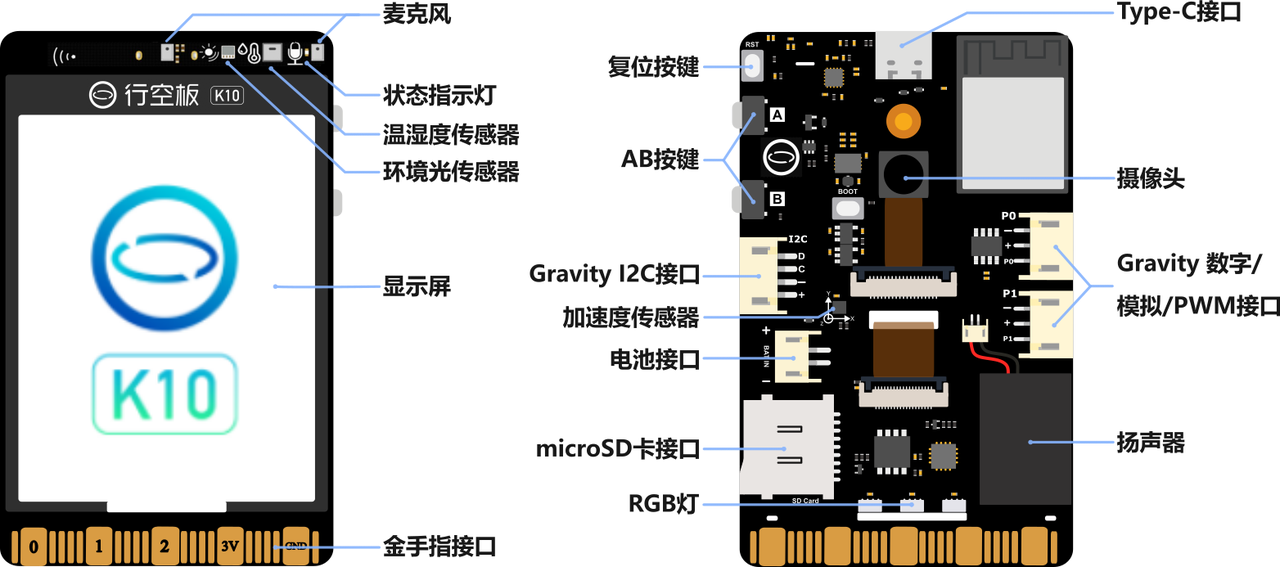 麦克风
行空板 K10
状态指示灯
温湿度传感器
环境光传感器
显示屏
K10
0 1 2 3V GND
金手指接口
Type-C接口
RST
复位按键
A
AB按键
B
BOOT
摄像头
I2C
D
C
−
+
Gravity I2C接口
加速度传感器
Y
X
Z
+
BAT IN
−
电池接口
P0
−
+
P0
P1
−
+
P1
Gravity 数字/
模拟/PWM接口
microSD卡接口
SD Card
扬声器
RGB灯